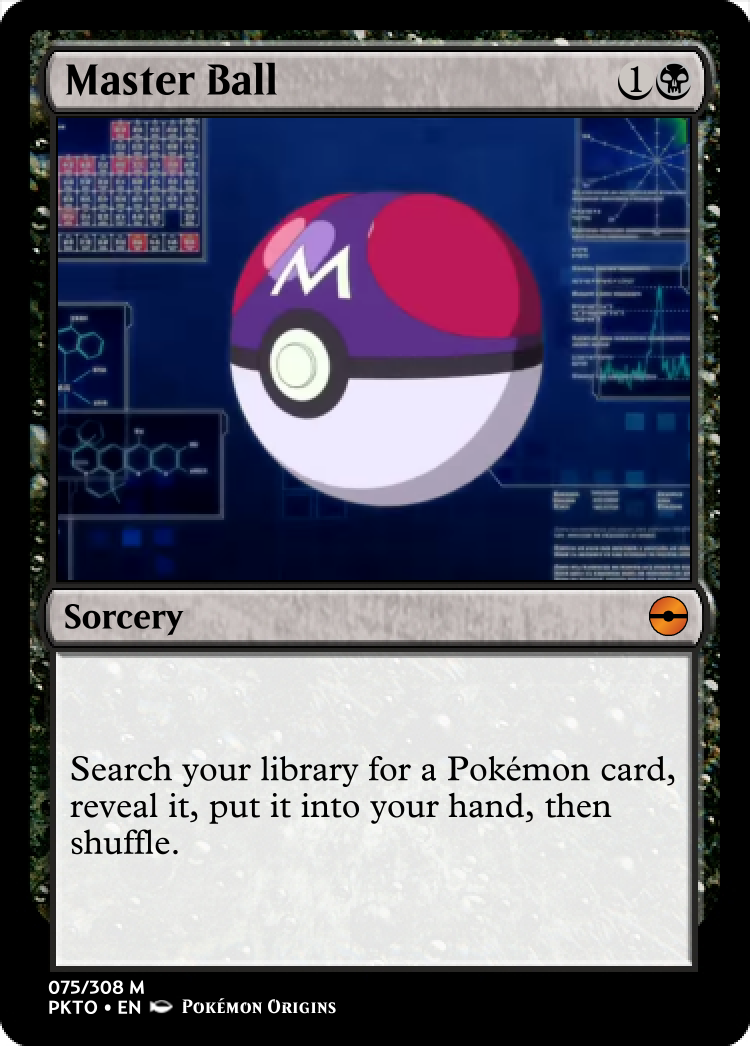 Master Ball 1
M
Sorcery
Search your library for a Pokémon card,
reveal it, put it into your hand, then
shuffle.
075/308 M
PKTO • EN Pokémon Origins